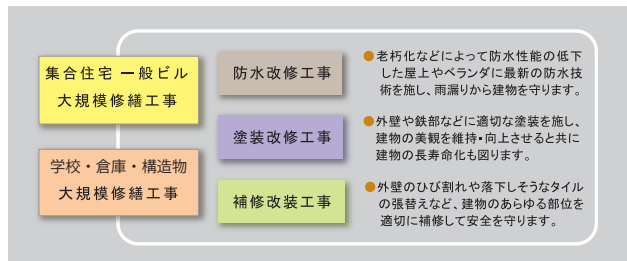 集合住宅 一般ビル
大規模修繕工事
学校・倉庫・構造物
大規模修繕工事
防水改修工事
●老朽化などによって防水性能の低下
した屋上やベランダに最新の防水技
術を施し、雨漏りから建物を守ります。
塗装改修工事
●外壁や鉄部などに適切な塗装を施し、
建物の美観を維持・向上させると共に
建物の長寿命化も図ります。
補修改装工事
●外壁のひび割れや落下しそうなタイル
の張替えなど、建物のあらゆる部位を
適切に補修して安全を守ります。